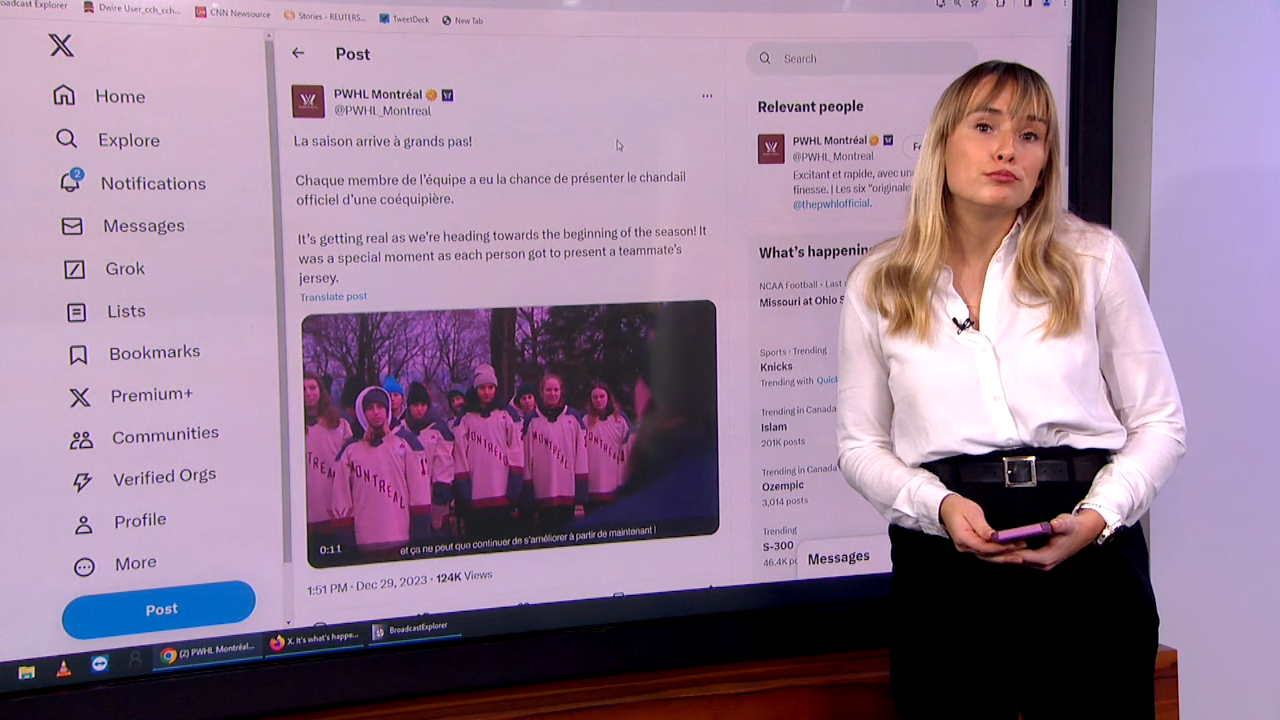 oadcast Explorer
Dwire User_cch_cch...
CNN Newsource
Stories - REUTERS...
TweetDeck
New Tab
Home
Explore
2
Notifications
Messages
Grok
Lists
Bookmarks
Premium+
Communities
Verified Orgs
Profile
More
Post
Post
PWHL Montréal
@PWHL_Montreal
La saison arrive à grands pas!
Chaque membre de l'équipe a eu la chance de présenter le chandail
officiel d'une coéquipière.
It's getting real as we're heading towards the beginning of the season! It
was a special moment as each person got to present a teammate's
jersey.
Translate post
MONTREAL
MONTREAL
MONTREAL
0:11
et ça ne peut que continuer de s'améliorer à partir de maintenant !
1:51 PM · Dec 29, 2023 · 124K Views
Search
Relevant people
PWHL Montréal
@PWHL_Montreal
Excitant et rapide, avec un
finesse. | Les six "originale
@thepwhlofficial.
What's happenin
NCAA Football · Last
Missouri at Ohio S
Sports · Trending
Knicks
Trending with Quick
Trending in Canada
Islam
201K posts
Trending in Canada
Ozempic
3,014 posts
Trending
S-300
46.4K po
Messages
(2) PWHL Montréal...
X. It's what's happe...
BroadcastExplorer